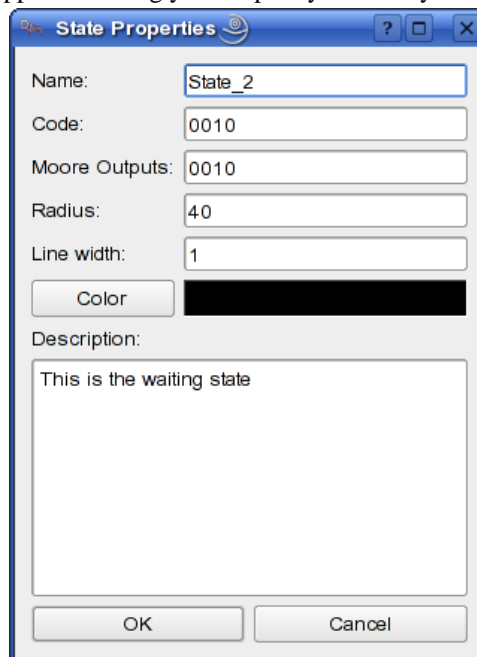 State Properties
Name: State_2
Code: 0010
Moore Outputs: 0010
Radius: 40
Line width: 1
Color
Description:
This is the waiting state
OK Cancel